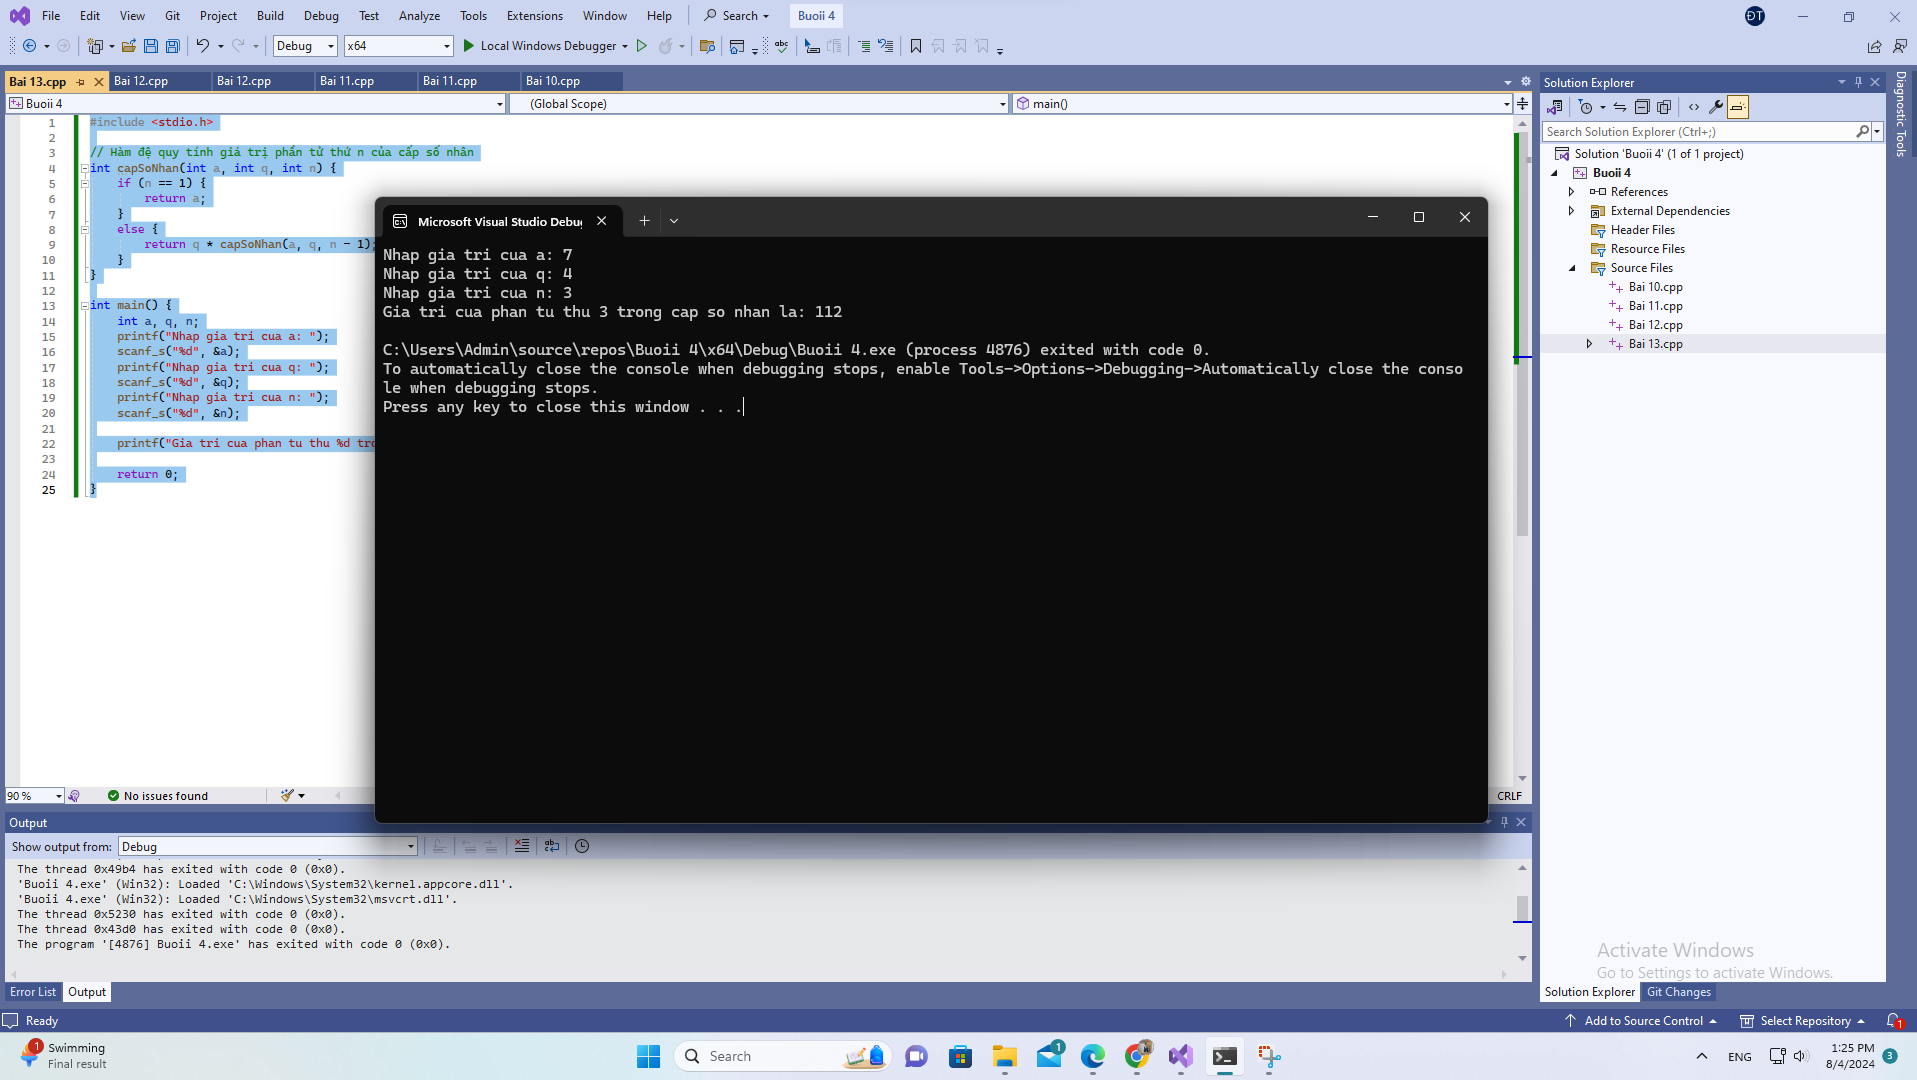 File Edit View Git Project Build Debug Test Analyze Tools Extensions Window Help Search Buoii 4 ĐT
Debug x64 Local Windows Debugger
Bai 13.cpp Bai 12.cpp Bai 12.cpp Bai 11.cpp Bai 11.cpp Bai 10.cpp
Buoii 4 (Global Scope) main()
1 #include <stdio.h>
2
3 // Hàm đệ quy tính giá trị phần tử thứ n của cấp số nhân
4 int capSoNhan(int a, int q, int n) {
5 if (n == 1) {
6 return a;
7 }
8 else {
9 return q * capSoNhan(a, q, n - 1);
10 }
11 }
12
13 int main() {
14 int a, q, n;
15 printf("Nhap gia tri cua a: ");
16 scanf_s("%d", &a);
17 printf("Nhap gia tri cua q: ");
18 scanf_s("%d", &q);
19 printf("Nhap gia tri cua n: ");
20 scanf_s("%d", &n);
21
22 printf("Gia tri cua phan tu thu %d tro
23
24 return 0;
25 }
Microsoft Visual Studio Debug
Nhap gia tri cua a: 7
Nhap gia tri cua q: 4
Nhap gia tri cua n: 3
Gia tri cua phan tu thu 3 trong cap so nhan la: 112
C:\Users\Admin\source\repos\Buoii 4\x64\Debug\Buoii 4.exe (process 4876) exited with code 0.
To automatically close the console when debugging stops, enable Tools->Options->Debugging->Automatically close the conso
le when debugging stops.
Press any key to close this window . . .
90 % No issues found CRLF
Output
Show output from: Debug
The thread 0x49b4 has exited with code 0 (0x0).
'Buoii 4.exe' (Win32): Loaded 'C:\Windows\System32\kernel.appcore.dll'.
'Buoii 4.exe' (Win32): Loaded 'C:\Windows\System32\msvcrt.dll'.
The thread 0x5230 has exited with code 0 (0x0).
The thread 0x43d0 has exited with code 0 (0x0).
The program '[4876] Buoii 4.exe' has exited with code 0 (0x0).
Error List Output
Solution Explorer
Search Solution Explorer (Ctrl+;)
Solution 'Buoii 4' (1 of 1 project)
Buoii 4
References
External Dependencies
Header Files
Resource Files
Source Files
Bai 10.cpp
Bai 11.cpp
Bai 12.cpp
Bai 13.cpp
Diagnostic Tools
Activate Windows
Go to Settings to activate Windows.
Solution Explorer Git Changes
Ready Add to Source Control Select Repository 1
1 Swimming
Final result
Search
1
ENG
1:25 PM
8/4/2024
3